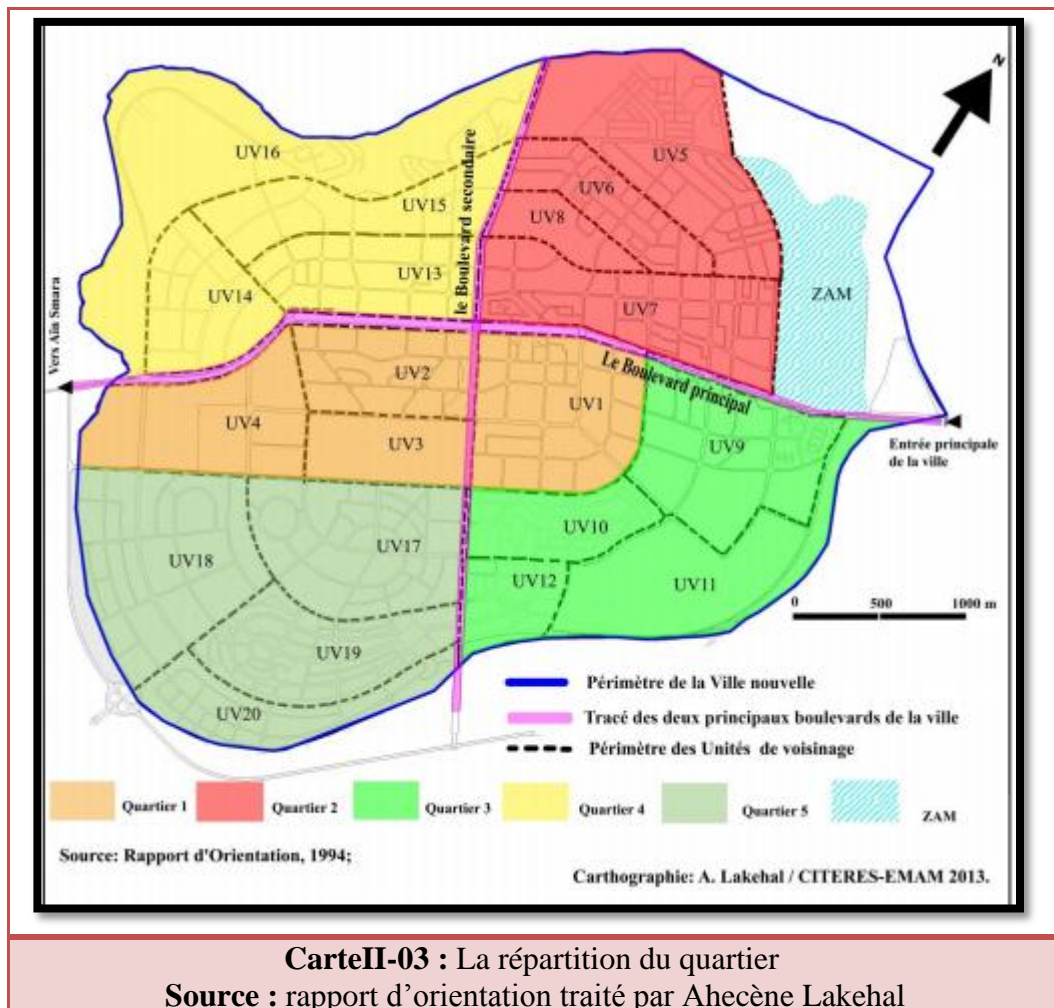 N
UV16
UV5
UV6
UV15
UV8
le Boulevard secondaire
UV13
UV14
ZAM
UV7
Vers Ain Smara
Le Boulevard principal
UV2
UV1
UV4
UV3
UV9
Entrée principale
de la ville
UV10
UV17
UV18
UV12
UV11
0 500 1000 m
UV19
UV20
Périmètre de la Ville nouvelle
Tracé des deux principaux boulevards de la ville
Périmètre des Unités de voisinage
Quartier 1 Quartier 2 Quartier 3 Quartier 4 Quartier 5 ZAM
Source: Rapport d'Orientation, 1994;
Carthographie: A. Lakehal / CITERES-EMAM 2013.
CarteII-03 : La répartition du quartier
Source : rapport d’orientation traité par Ahecène Lakehal